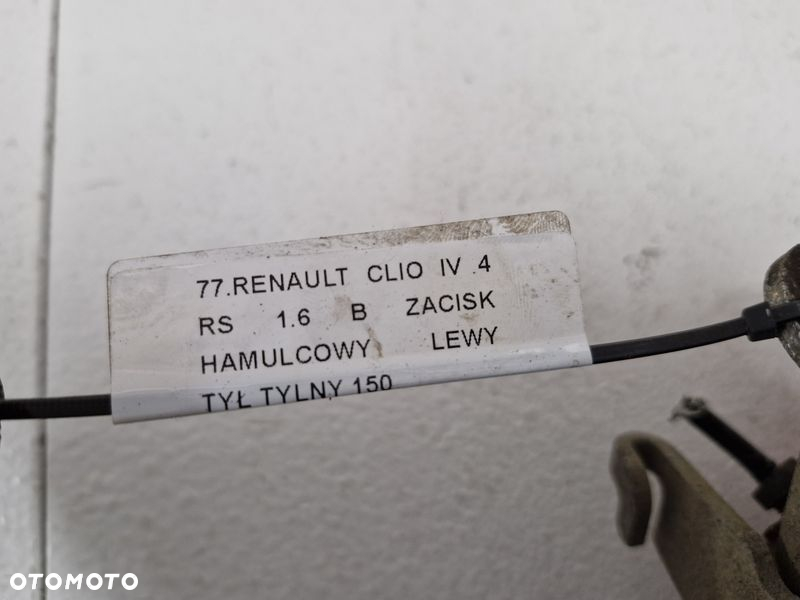 77.RENAULT CLIO IV 4
RS 1.6 B ZACISK
HAMULCOWY LEWY
TYŁ TYLNY 150
OTOMOTO